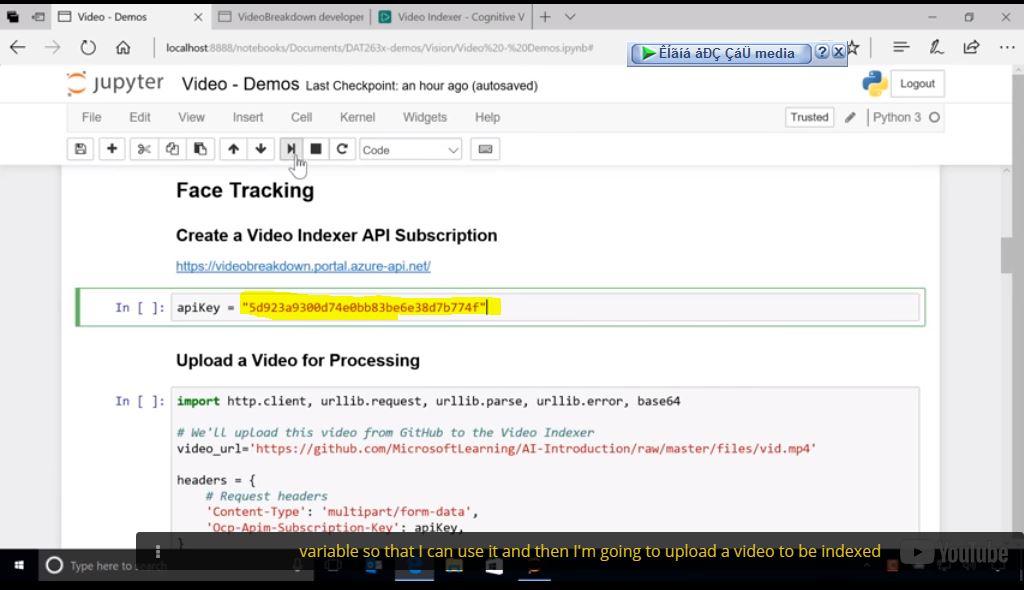 Video - Demos
VideoBreakdown developer
Video Indexer - Cognitive V
localhost:8888/notebooks/Documents/DAT263x-demos/Vision/Video%20-%20Demos.ipynb#
Êíãíá åÐÇ ÇáÜ media
jupyter Video - Demos Last Checkpoint: an hour ago (autosaved)
Logout
File Edit View Insert Cell Kernel Widgets Help
Trusted
Python 3
Code
Face Tracking
Create a Video Indexer API Subscription
https://videobreakdown.portal.azure-api.net/
In [ ]: apiKey = "5d923a9300d74e0bb83be6e38d7b774f"
Upload a Video for Processing
In [ ]: import http.client, urllib.request, urllib.parse, urllib.error, base64
# We'll upload this video from GitHub to the Video Indexer
video_url='https://github.com/MicrosoftLearning/AI-Introduction/raw/master/files/vid.mp4'
headers = {
# Request headers
'Content-Type': 'multipart/form-data',
'Ocp-Apim-Subscription-Key': apiKey,
}
variable so that I can use it and then I'm going to upload a video to be indexed
YouTube
Type here to search